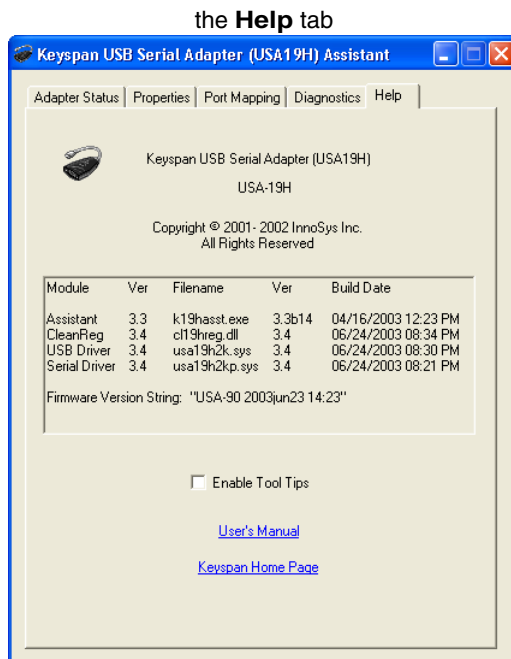 the Help tab
Keyspan USB Serial Adapter (USA19H) Assistant
Adapter Status Properties Port Mapping Diagnostics Help
Keyspan USB Serial Adapter (USA19H)
USA-19H
Copyright © 2001- 2002 InnoSys Inc.
All Rights Reserved
Module Ver Filename Ver Build Date
Assistant 3.3 k19hasst.exe 3.3b14 04/16/2003 12:23 PM
CleanReg 3.4 cl19hreg.dll 3.4 06/24/2003 08:34 PM
USB Driver 3.4 usa19h2k.sys 3.4 06/24/2003 08:30 PM
Serial Driver 3.4 usa19h2kp.sys 3.4 06/24/2003 08:21 PM
Firmware Version String: "USA-90 2003jun23 14:23"
Enable Tool Tips
User's Manual
Keyspan Home Page